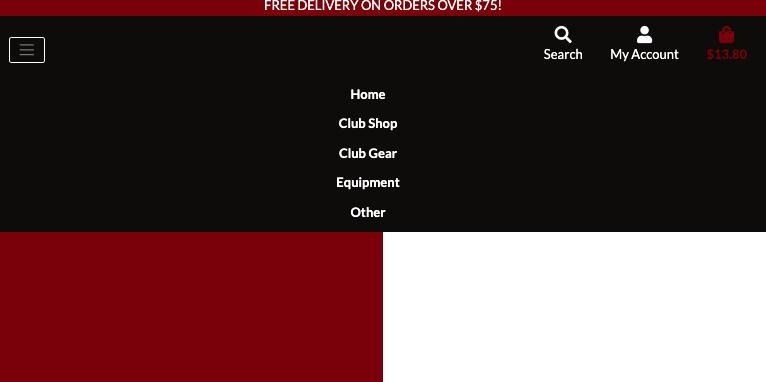 FREE DELIVERY ON ORDERS OVER $75!
Search
My Account
$13.80
Home
Club Shop
Club Gear
Equipment
Other